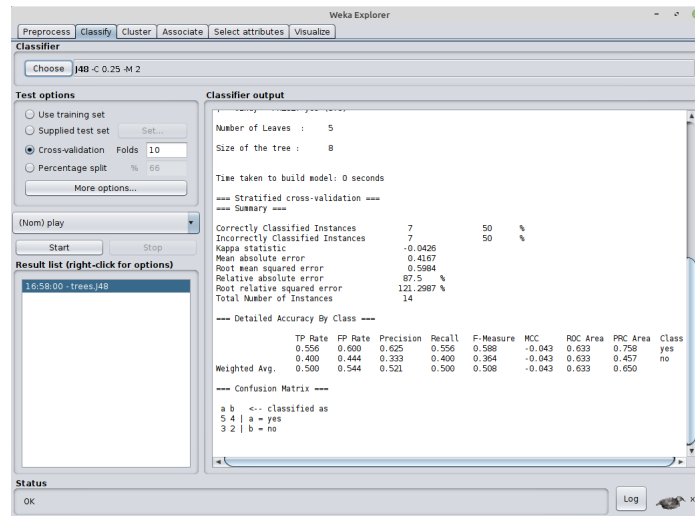 Weka Explorer
Preprocess Classify Cluster Associate Select attributes Visualize
Classifier
Choose J48 -C 0.25 -M 2
Test options
Use training set
Supplied test set Set...
Cross-validation Folds 10
Percentage split % 66
More options...
(Nom) play
Start Stop
Result list (right-click for options)
16:58:00 - trees.J48
Classifier output
Number of Leaves : 5
Size of the tree : 8
Time taken to build model: 0 seconds
=== Stratified cross-validation ===
=== Summary ===
Correctly Classified Instances 7 50 %
Incorrectly Classified Instances 7 50 %
Kappa statistic -0.0426
Mean absolute error 0.4167
Root mean squared error 0.5984
Relative absolute error 87.5 %
Root relative squared error 121.2987 %
Total Number of Instances 14
=== Detailed Accuracy By Class ===
TP Rate FP Rate Precision Recall F-Measure MCC ROC Area PRC Area Class
0.556 0.600 0.625 0.556 0.588 -0.043 0.633 0.758 yes
0.400 0.444 0.333 0.400 0.364 -0.043 0.633 0.457 no
Weighted Avg. 0.500 0.544 0.521 0.500 0.508 -0.043 0.633 0.650
=== Confusion Matrix ===
a b <-- classified as
5 4 | a = yes
3 2 | b = no
Status
OK
Log
x